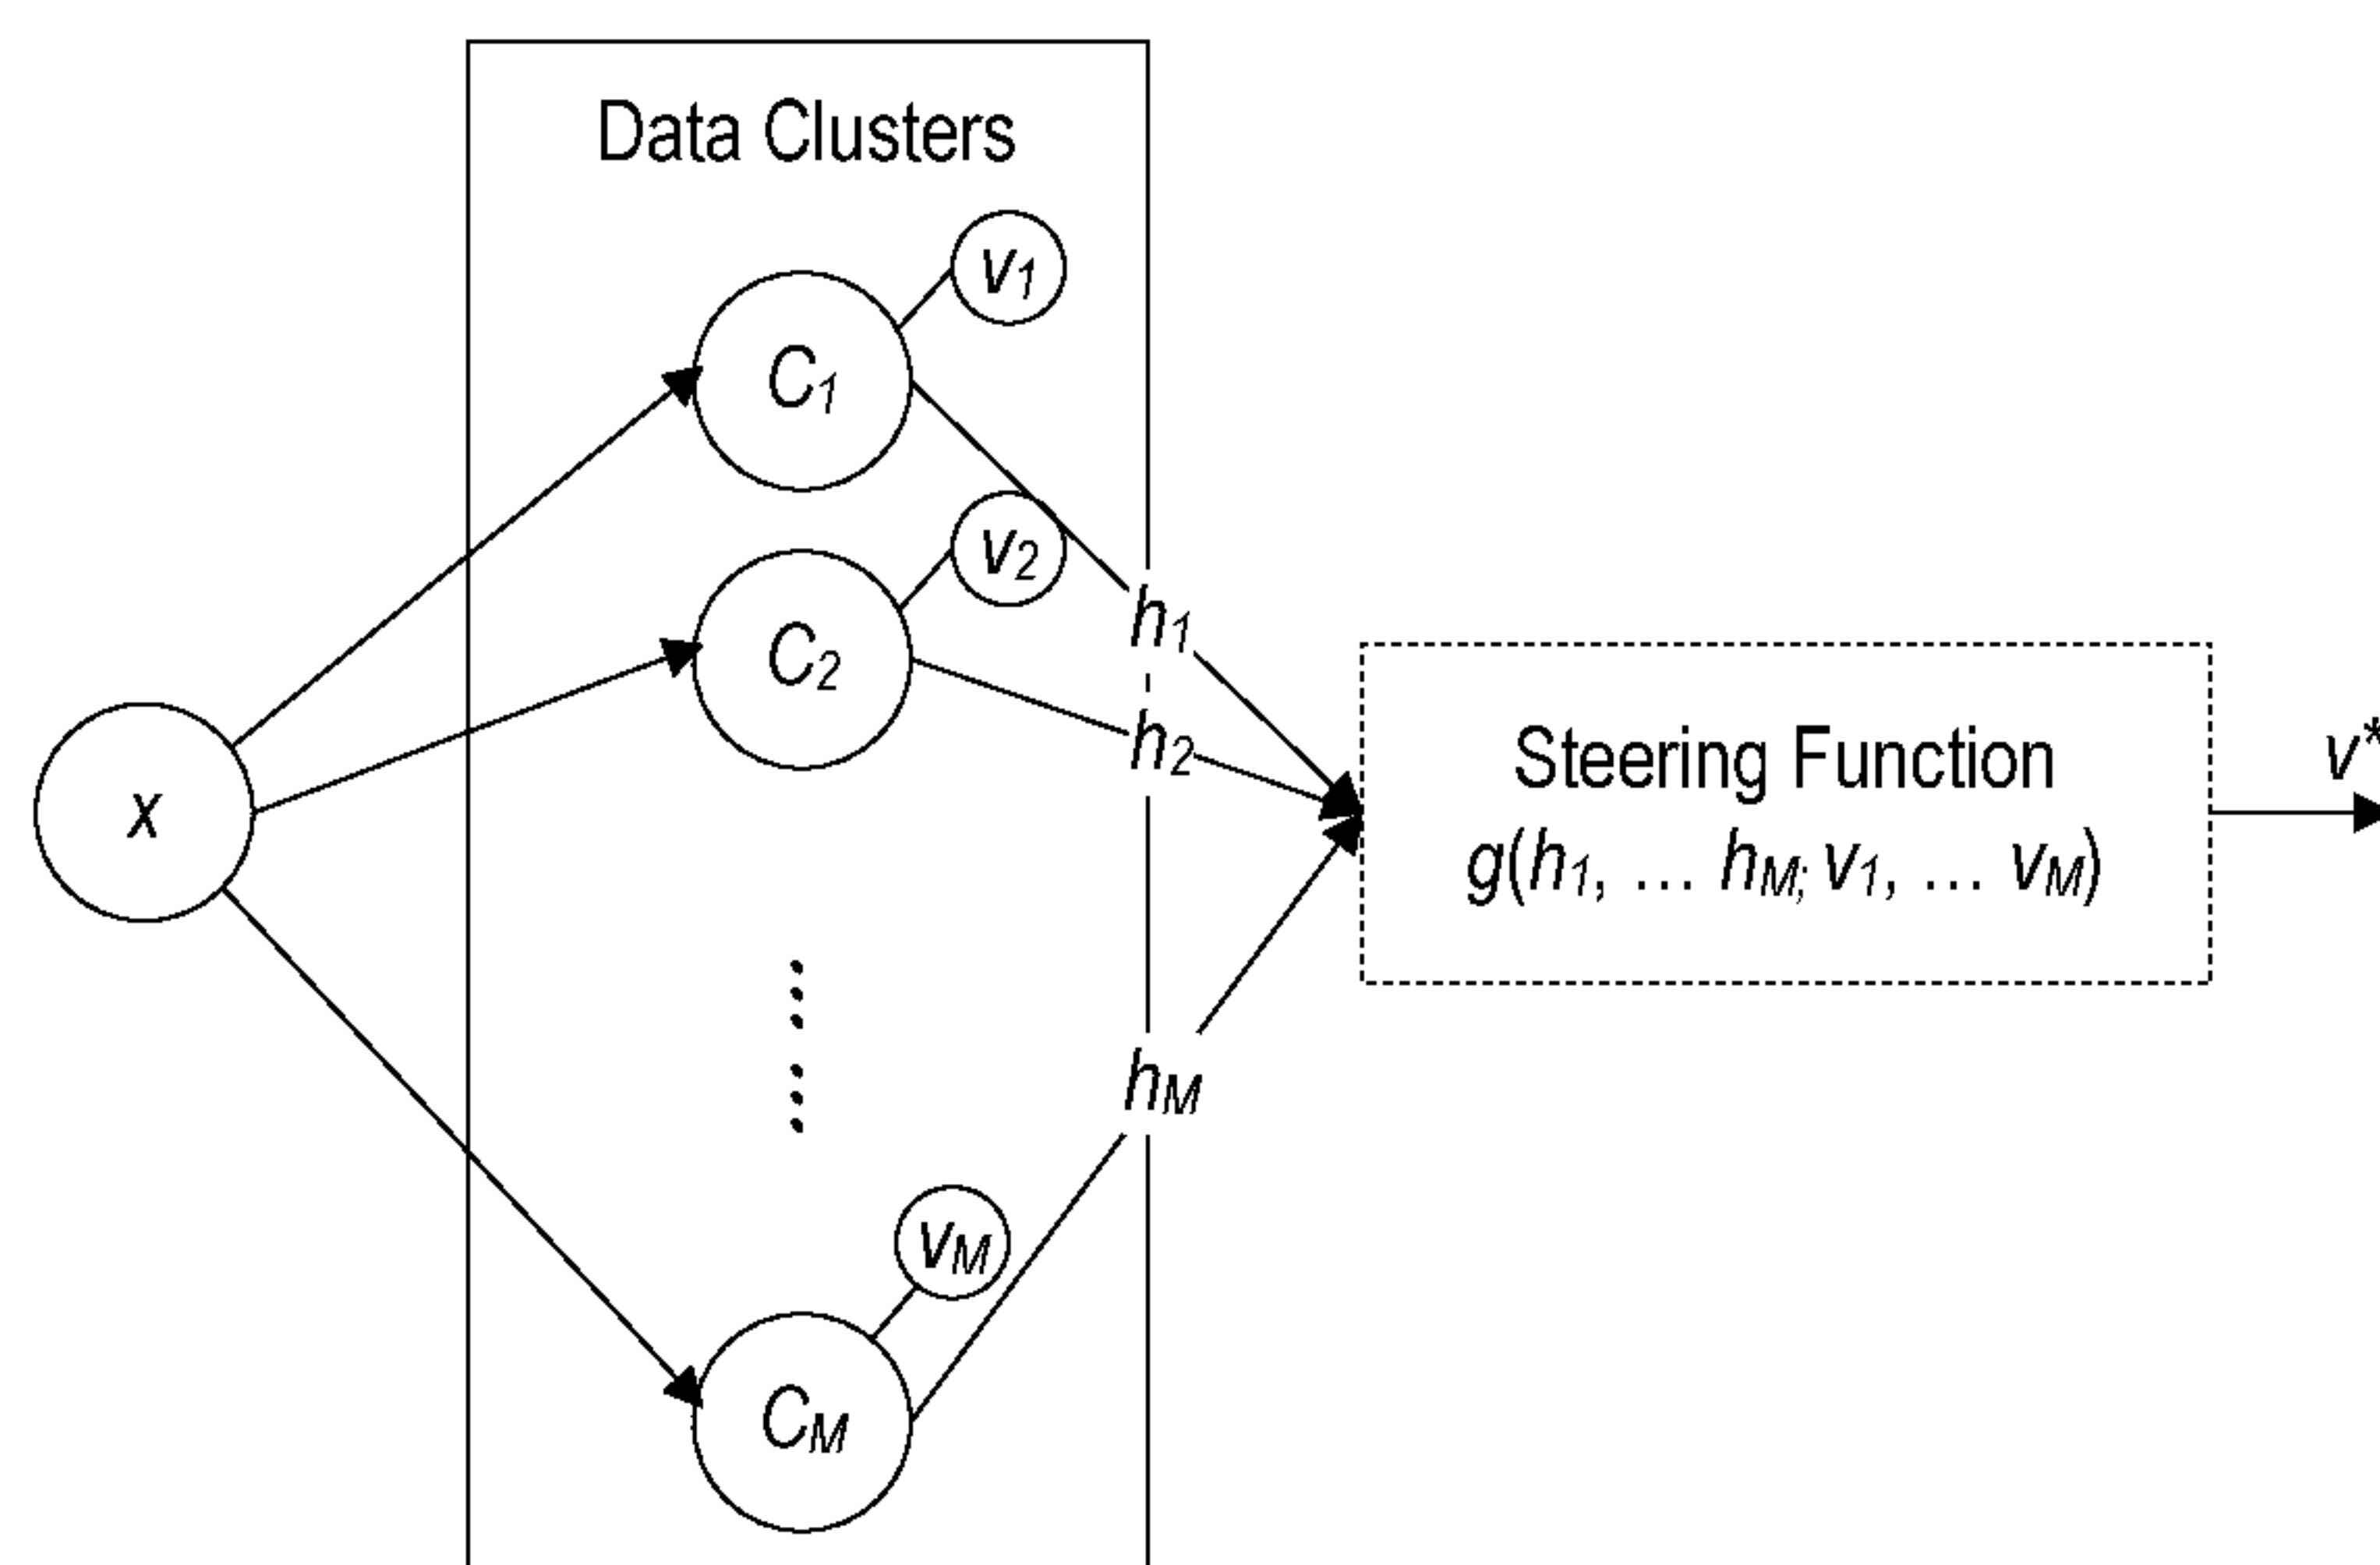 Data Clusters
v1
C1
v2
C2
h1
h2
x
Steering Function
g(h1, ... hM; v1, ... vM)
v*
hM
vM
CM